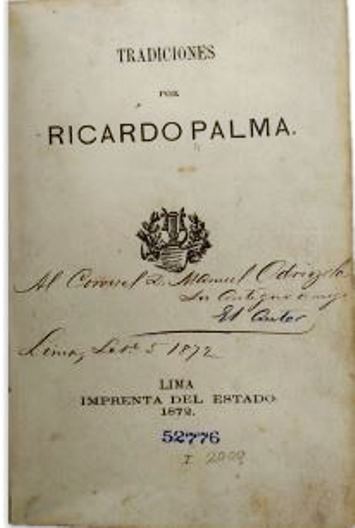 TRADICIONES
POR
RICARDO PALMA.
Al Coronel D. Manuel Odriozola
Su antiguo amigo
El Autor
Lima, Set.e 5 1872
LIMA
IMPRENTA DEL ESTADO.
1872.
52776
I 2009